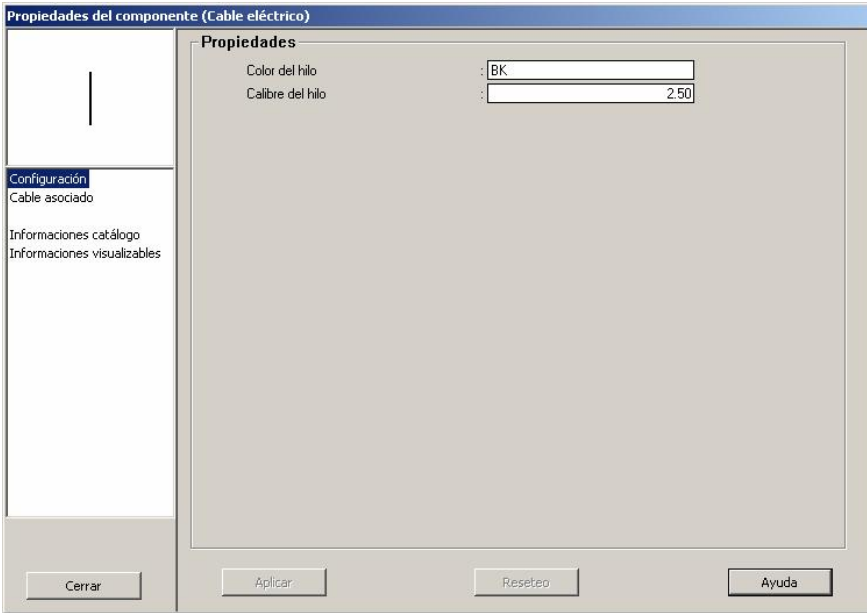 Propiedades del componente (Cable eléctrico)
Propiedades
Color del hilo : BK
Calibre del hilo : 2.50
Configuración
Cable asociado
Informaciones catálogo
Informaciones visualizables
Cerrar
Aplicar
Reseteo
Ayuda